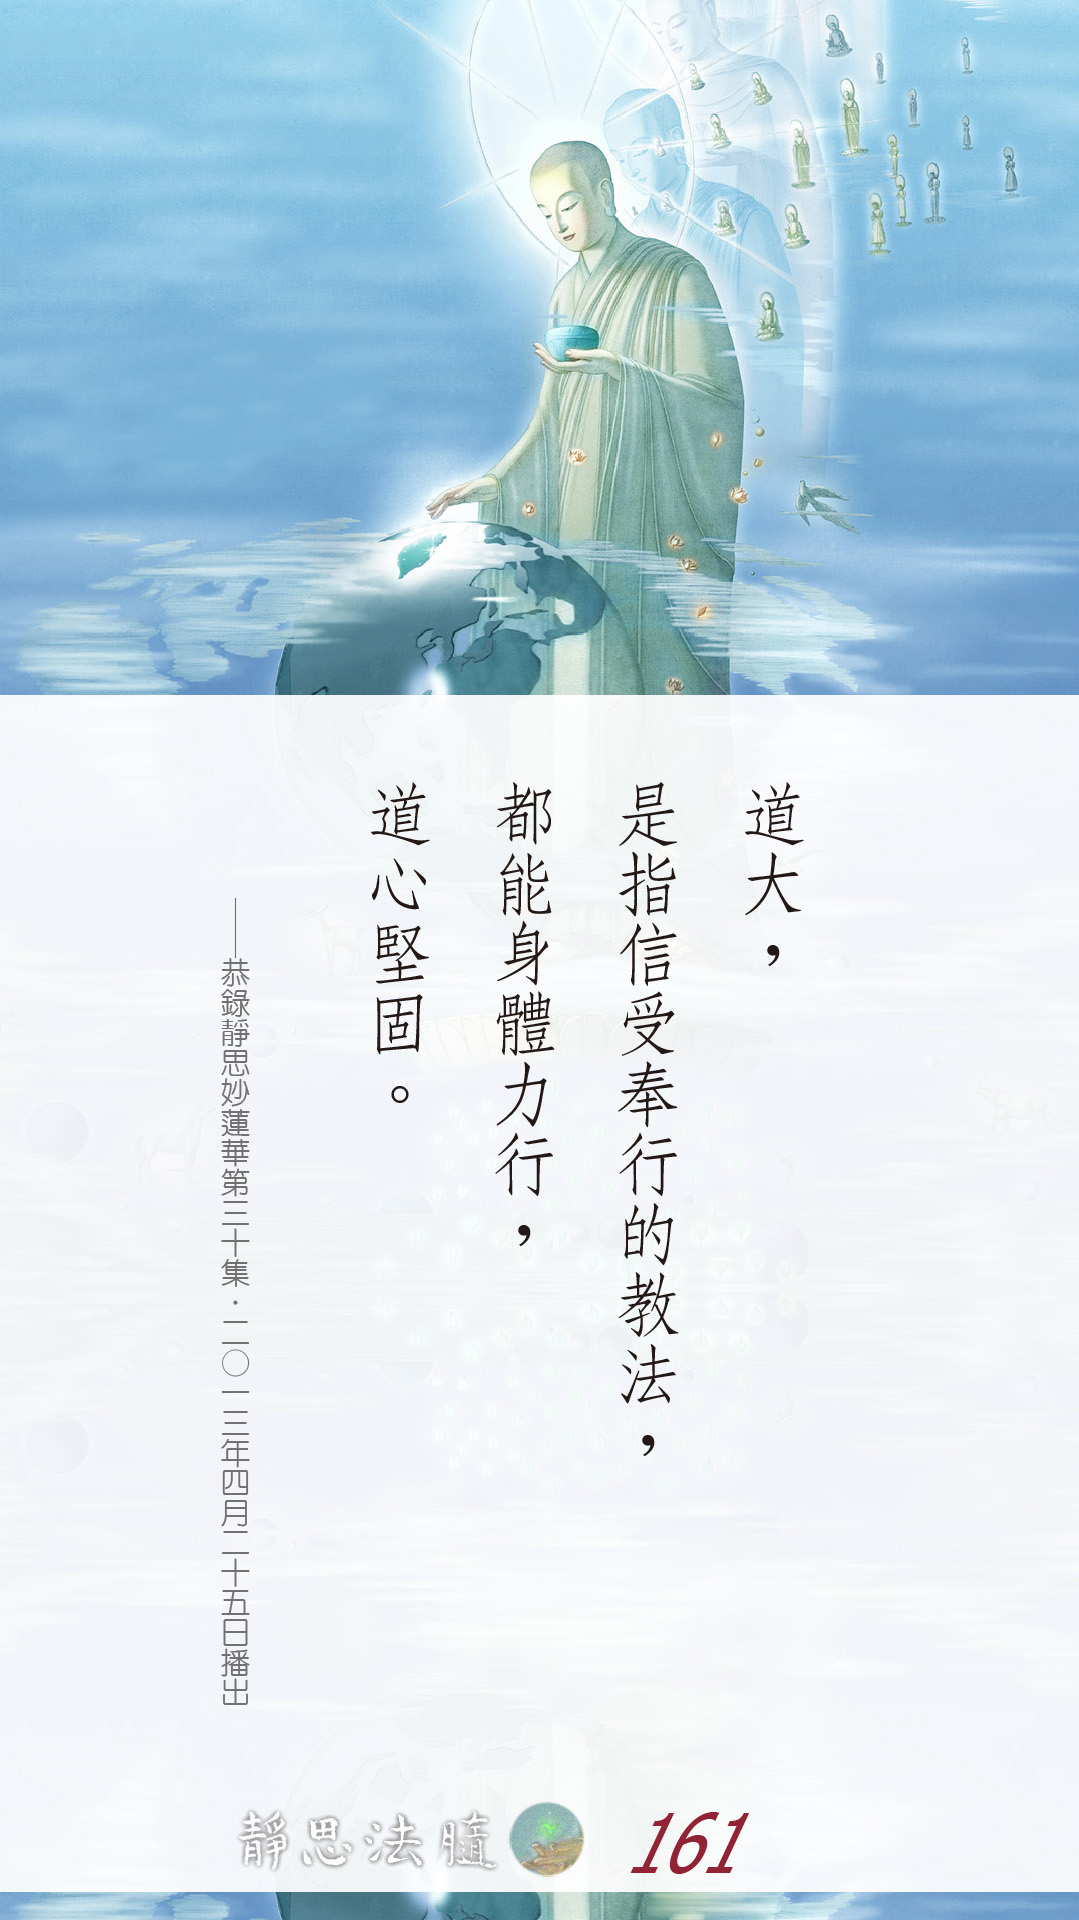 道大，
是指信受奉行的教法，
都能身體力行，
道心堅固。
——恭錄靜思妙蓮華第三十集·二〇一三年四月二十五日播出
靜思法髓
161